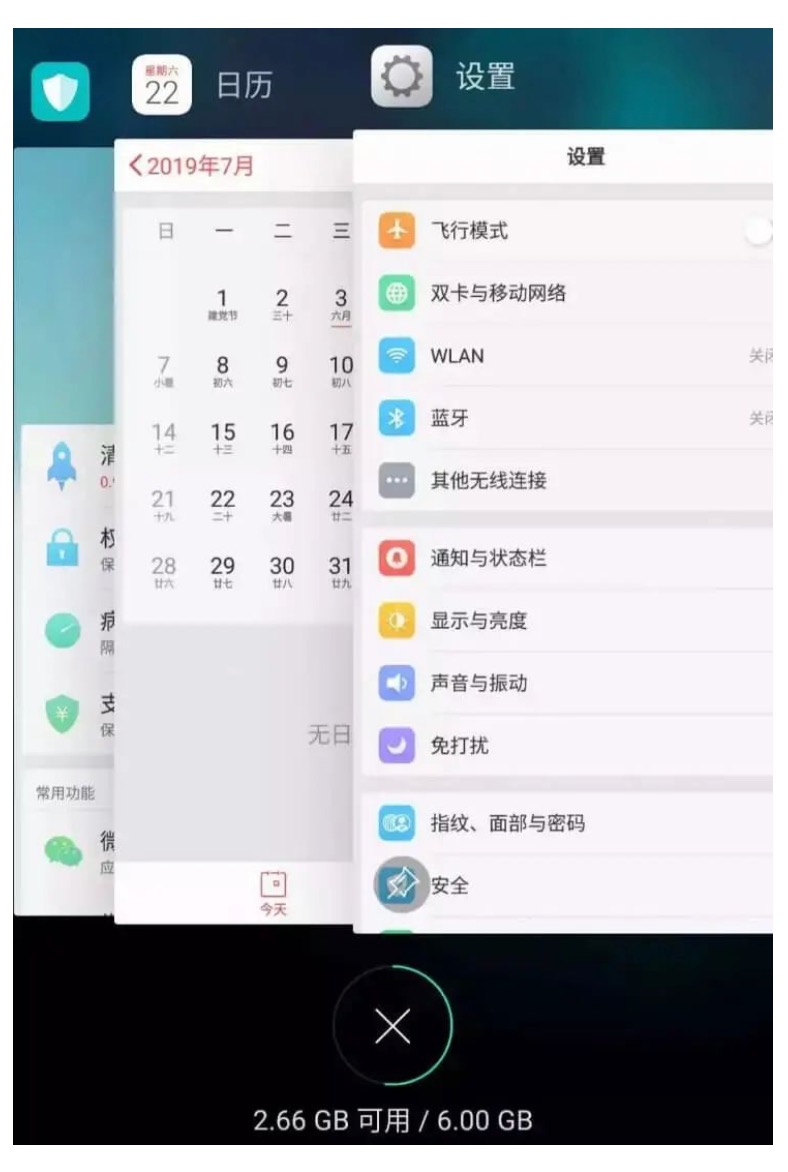 星期六
22
日历
设置
2019年7月
设置
日 一 二 三
1 2 3
建党节 三十 六月
7 8 9 10
小暑 初六 初七 初八
14 15 16 17
十二 十三 十四 十五
21 22 23 24
十九 二十 大暑 廿二
28 29 30 31
廿六 廿七 廿八 廿九
无日
今天
飞行模式
双卡与移动网络
WLAN
关闭
蓝牙
关闭
其他无线连接
通知与状态栏
显示与亮度
声音与振动
免打扰
指纹、面部与密码
安全
清
0.9
权
保
病
隔
支
保
常用功能
微
应
2.66 GB 可用 / 6.00 GB